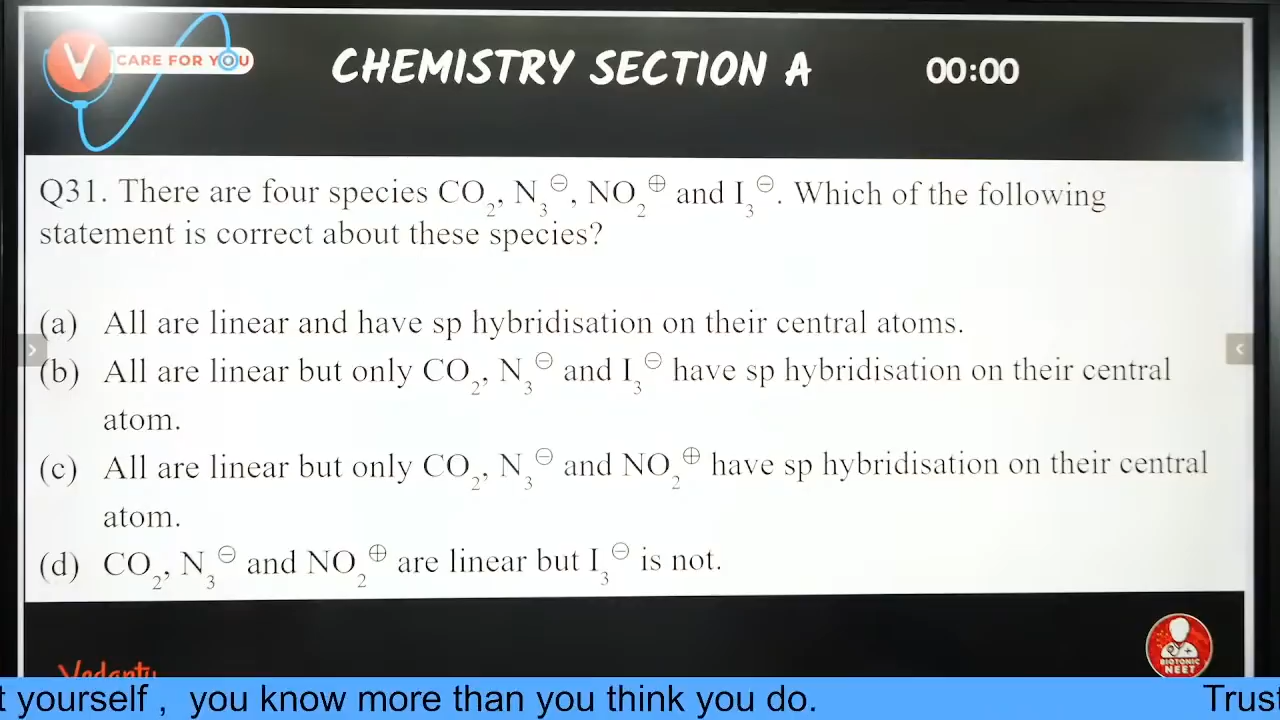 V CARE FOR YOU
CHEMISTRY SECTION A
00:00
Q31. There are four species CO₂, N₃⊖, NO₂⊕ and I₃⊖. Which of the following
statement is correct about these species?
(a) All are linear and have sp hybridisation on their central atoms.
(b) All are linear but only CO₂, N₃⊖ and I₃⊖ have sp hybridisation on their central
atom.
(c) All are linear but only CO₂, N₃⊖ and NO₂⊕ have sp hybridisation on their central
atom.
(d) CO₂, N₃⊖ and NO₂⊕ are linear but I₃⊖ is not.
Vedantu
BIOTONIC
NEET
t yourself , you know more than you think you do. Trust